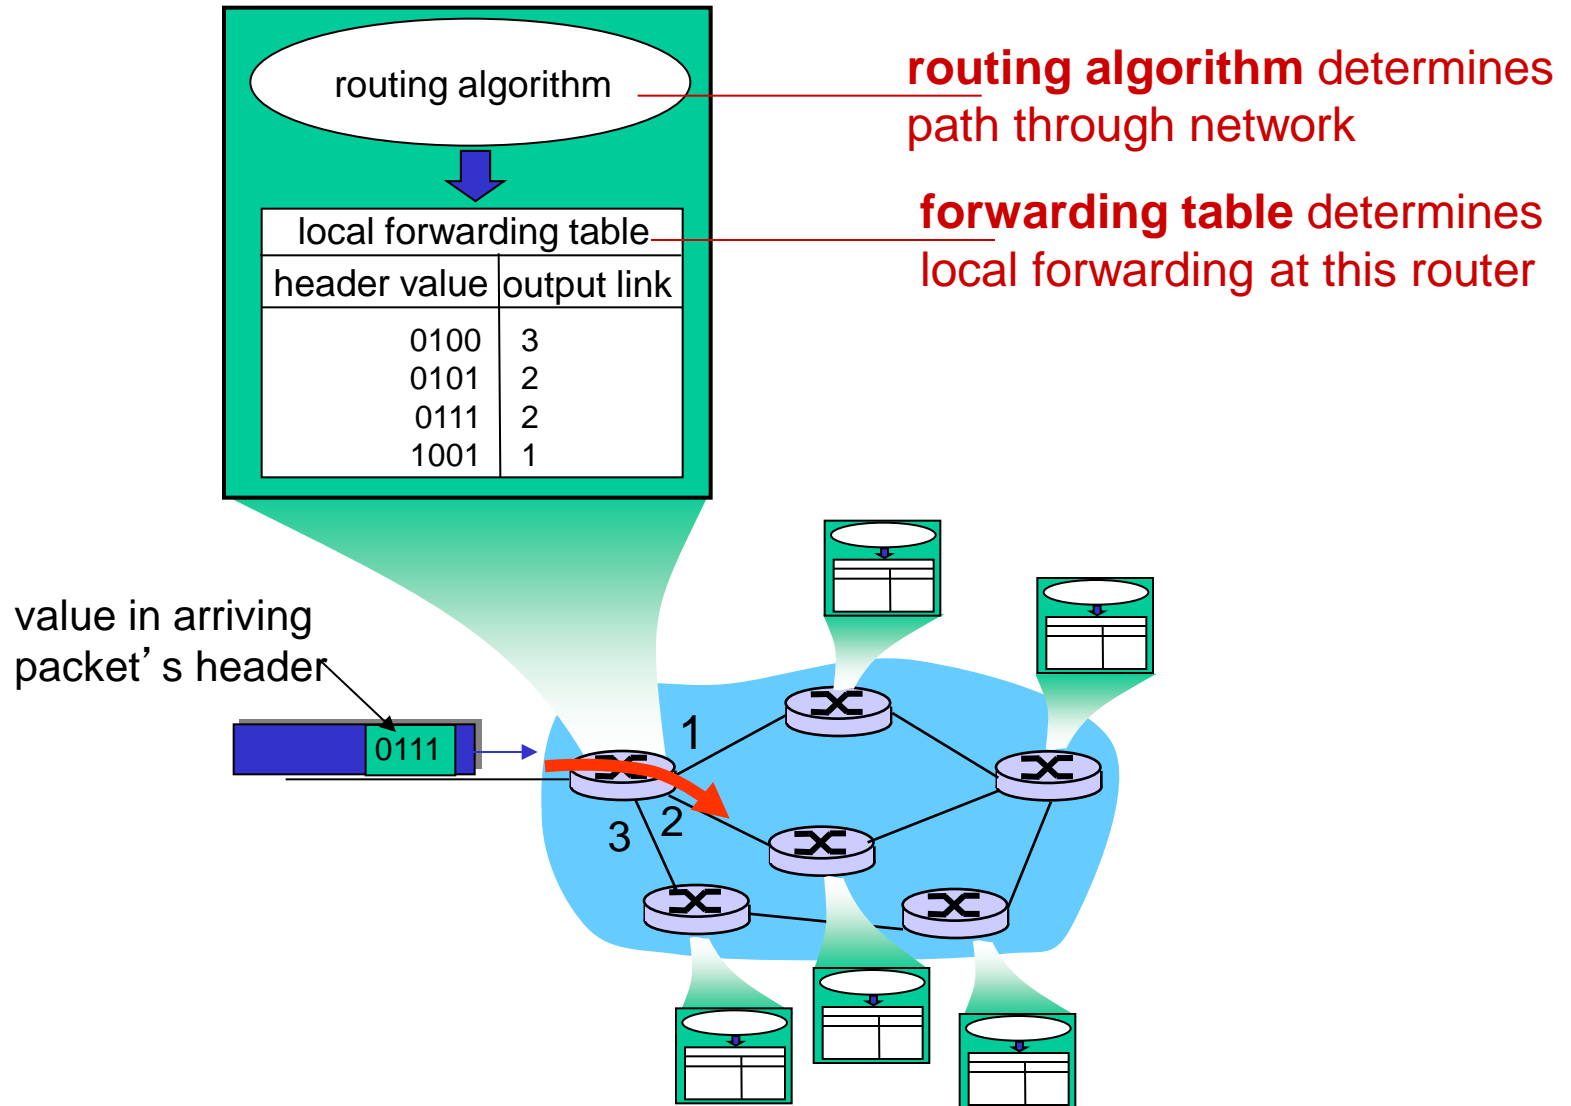 routing algorithm
routing algorithm determines
path through network
local forwarding table
forwarding table determines
local forwarding at this router
header value output link
0100 3
0101 2
0111 2
1001 1
value in arriving
packet’s header
0111
1
2
3